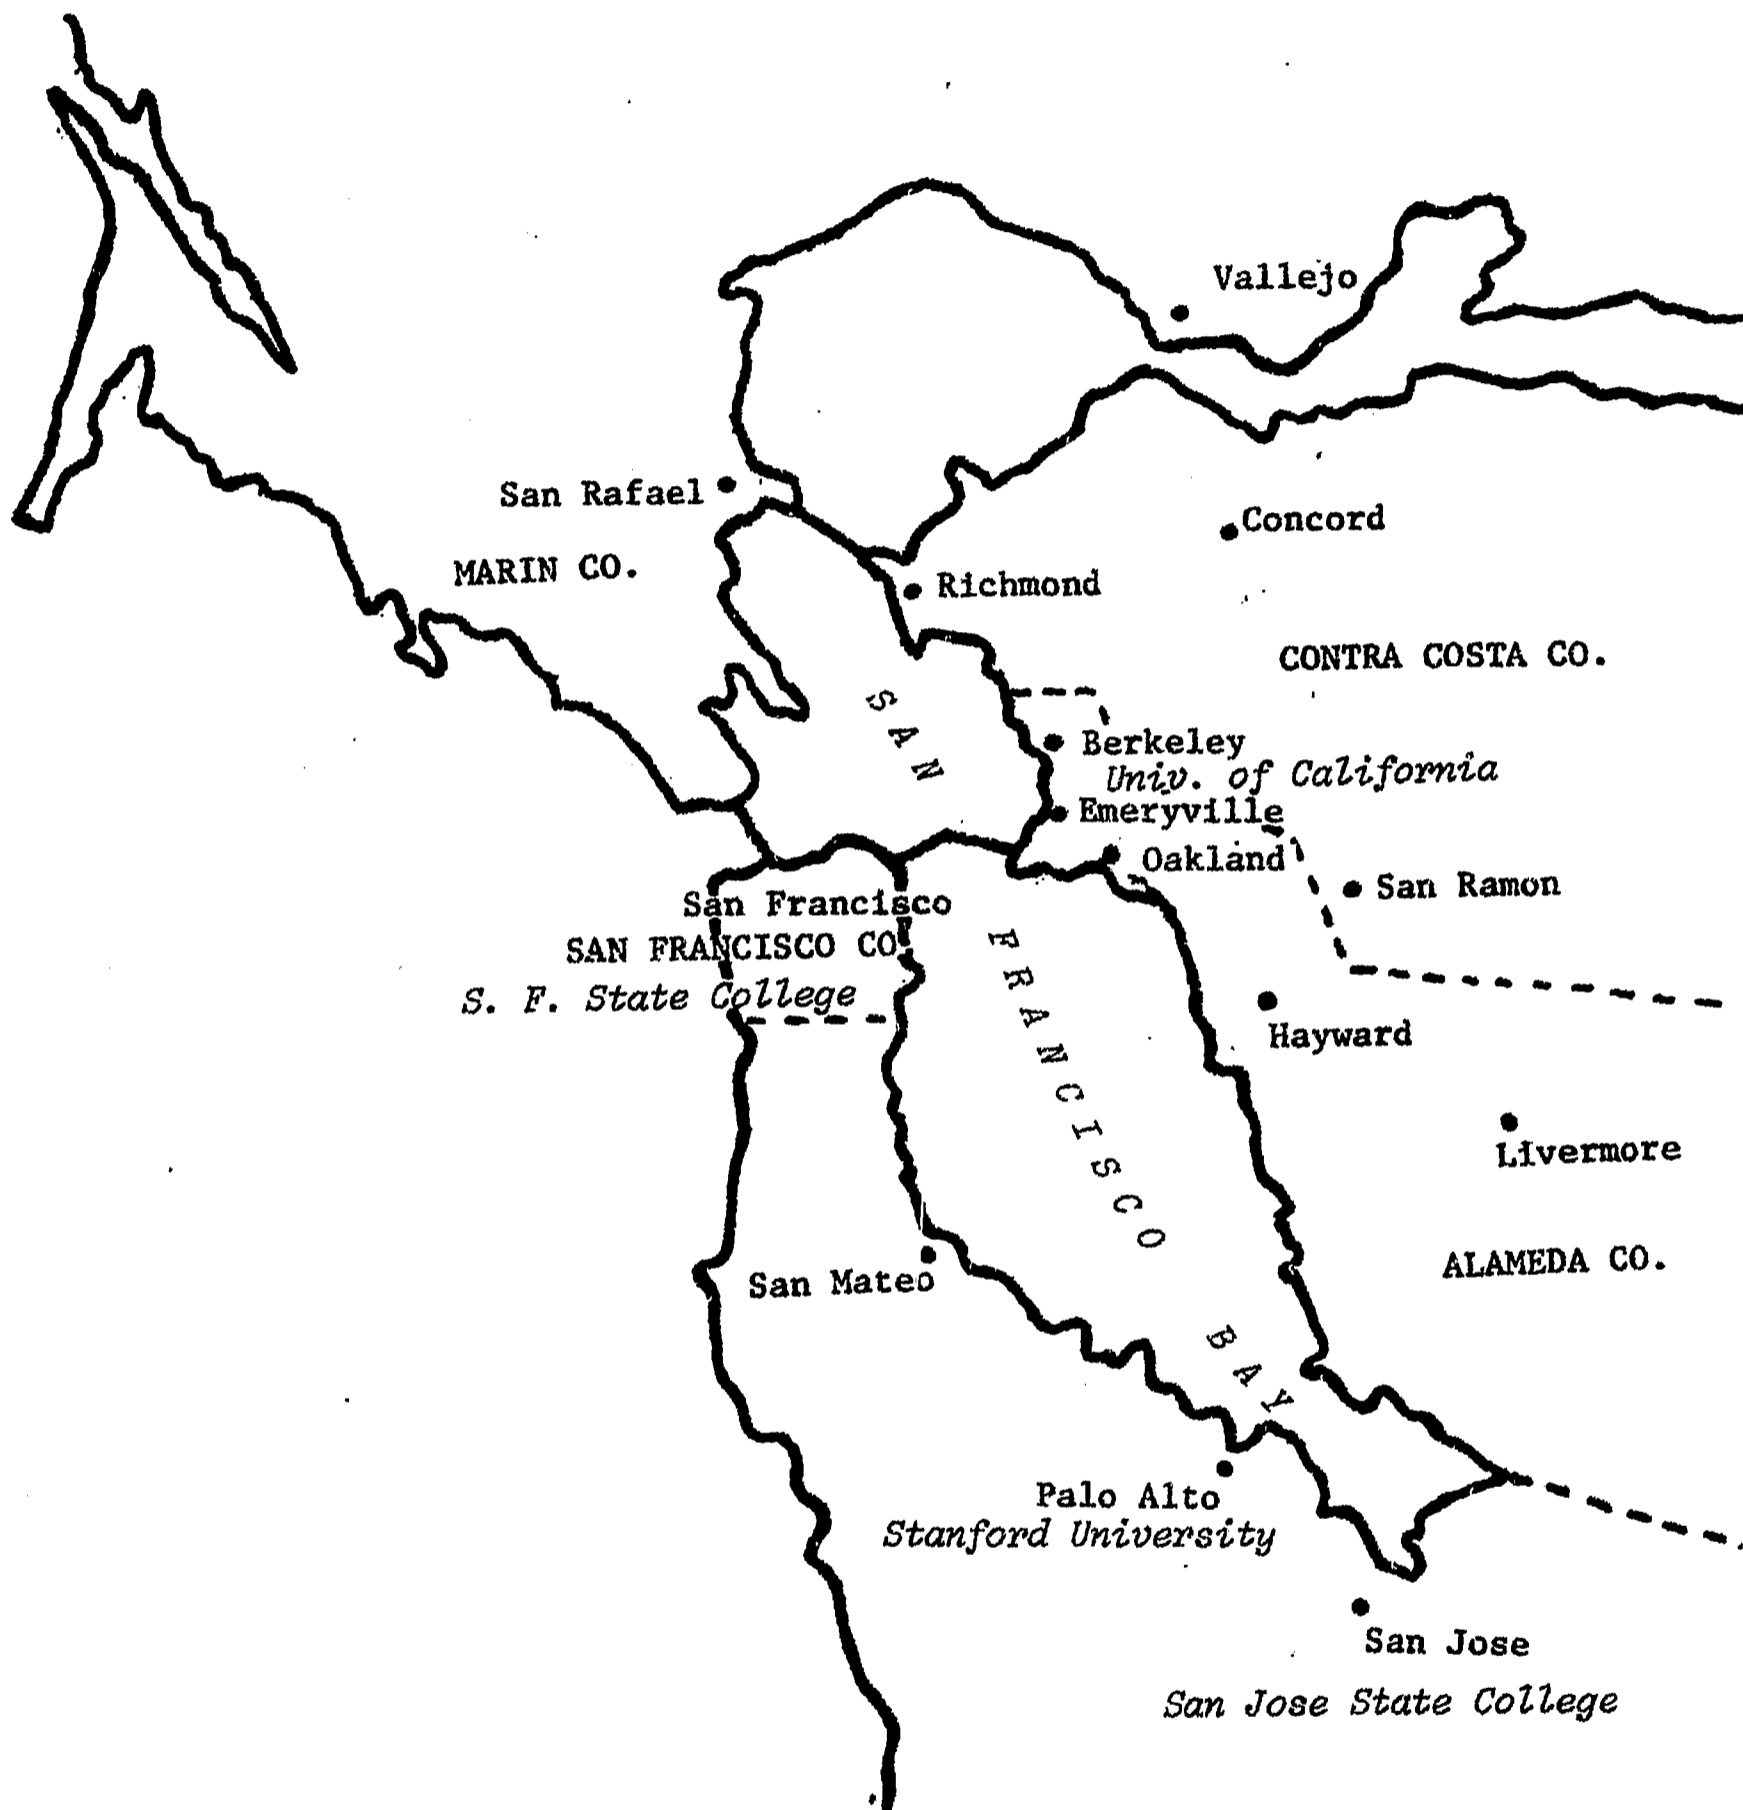 Vallejo
San Rafael
Concord
MARIN CO.
Richmond
CONTRA COSTA CO.
Berkeley
Univ. of California
Emeryville
Oakland
San Ramon
San Francisco
SAN FRANCISCO CO.
S. F. State College
SAN FRANCISCO BAY
Hayward
Livermore
San Mateo
ALAMEDA CO.
Palo Alto
Stanford University
San Jose
San Jose State College